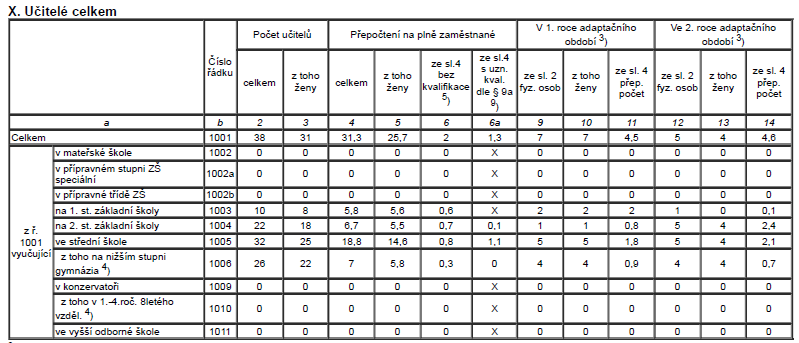 X. Učitelé celkem
Číslo řádku | Počet učitelů | Přepočtení na plně zaměstnané | V 1. roce adaptačního období 3) | Ve 2. roce adaptačního období 3)
celkem | z toho ženy | celkem | z toho ženy | ze sl.4 bez kvalifikace 5) | ze sl.4 s uzn. kval. dle § 9a 9) | ze sl. 2 fyz. osob | z toho ženy | ze sl. 4 přep. počet | ze sl. 2 fyz. osob | z toho ženy | ze sl. 4 přep. počet
a | b | 2 | 3 | 4 | 5 | 6 | 6a | 9 | 10 | 11 | 12 | 13 | 14
Celkem | 1001 | 38 | 31 | 31,3 | 25,7 | 2 | 1,3 | 7 | 7 | 4,5 | 5 | 4 | 4,6
z ř. 1001 vyučující
v mateřské škole | 1002 | 0 | 0 | 0 | 0 | 0 | X | 0 | 0 | 0 | 0 | 0 | 0
v přípravném stupni ZŠ speciální | 1002a | 0 | 0 | 0 | 0 | 0 | X | 0 | 0 | 0 | 0 | 0 | 0
v přípravné třídě ZŠ | 1002b | 0 | 0 | 0 | 0 | 0 | X | 0 | 0 | 0 | 0 | 0 | 0
na 1. st. základní školy | 1003 | 10 | 8 | 5,8 | 5,6 | 0,6 | X | 2 | 2 | 2 | 1 | 0 | 0,1
na 2. st. základní školy | 1004 | 22 | 18 | 6,7 | 5,5 | 0,7 | 0,1 | 1 | 1 | 0,8 | 5 | 4 | 2,4
ve střední škole | 1005 | 32 | 25 | 18,8 | 14,6 | 0,8 | 1,1 | 5 | 5 | 1,8 | 5 | 4 | 2,1
z toho na nižším stupni gymnázia 4) | 1006 | 26 | 22 | 7 | 5,8 | 0,3 | 0 | 4 | 4 | 0,9 | 4 | 4 | 0,7
v konzervatoři | 1009 | 0 | 0 | 0 | 0 | 0 | X | 0 | 0 | 0 | 0 | 0 | 0
z toho v 1.-4.roč. 8letého vzděl. 4) | 1010 | 0 | 0 | 0 | 0 | 0 | X | 0 | 0 | 0 | 0 | 0 | 0
ve vyšší odborné škole | 1011 | 0 | 0 | 0 | 0 | 0 | X | 0 | 0 | 0 | 0 | 0 | 0